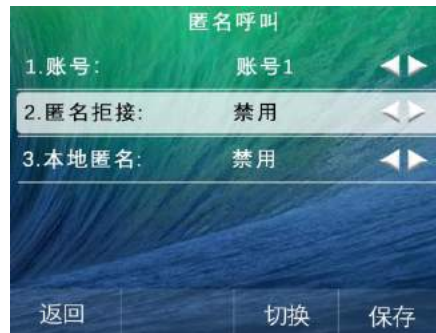 匿名呼叫
1.账号: 账号1
2.匿名拒接: 禁用
3.本地匿名: 禁用
返回 切换 保存